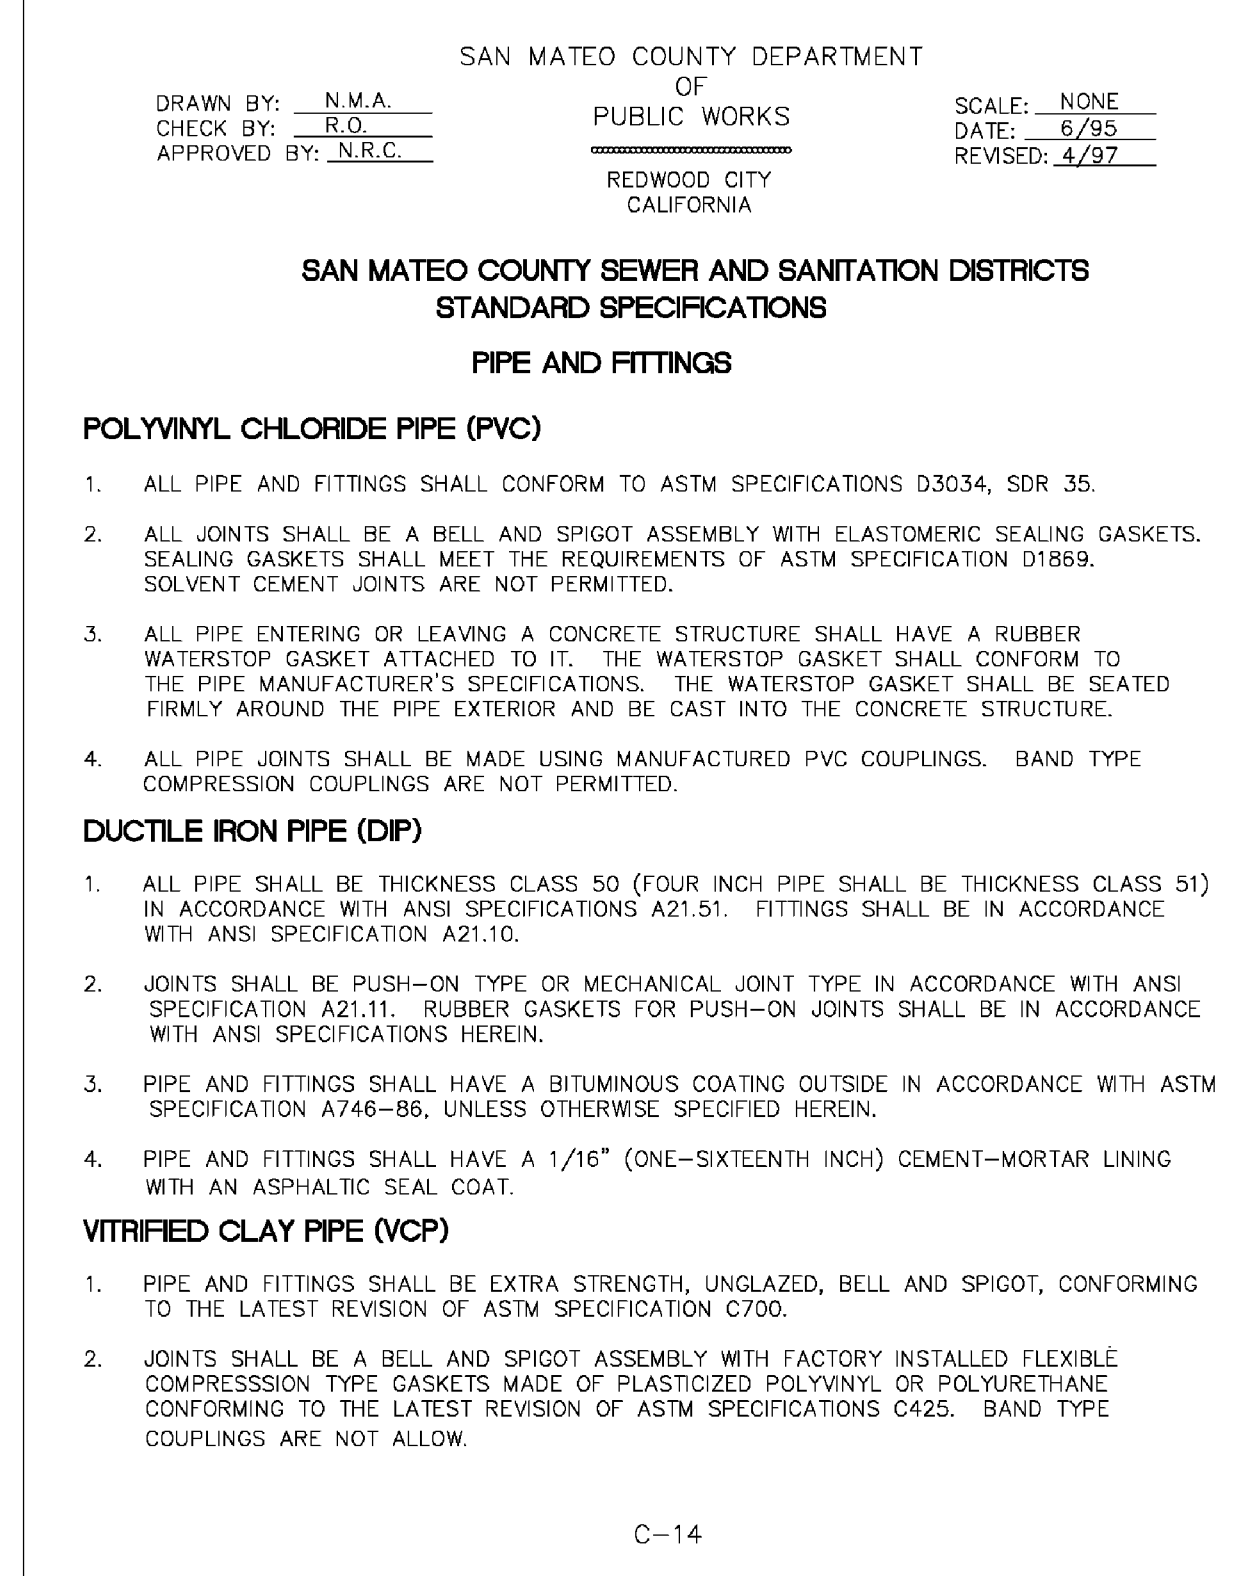 SAN MATEO COUNTY DEPARTMENT
OF
PUBLIC WORKS
DRAWN BY: N.M.A.
CHECK BY: R.O.
APPROVED BY: N.R.C.
SCALE: NONE
DATE: 6/95
REVISED: 4/97
REDWOOD CITY
CALIFORNIA
SAN MATEO COUNTY SEWER AND SANITATION DISTRICTS
STANDARD SPECIFICATIONS
PIPE AND FITTINGS
POLYVINYL CHLORIDE PIPE (PVC)
1. ALL PIPE AND FITTINGS SHALL CONFORM TO ASTM SPECIFICATIONS D3034, SDR 35.
2. ALL JOINTS SHALL BE A BELL AND SPIGOT ASSEMBLY WITH ELASTOMERIC SEALING GASKETS.
SEALING GASKETS SHALL MEET THE REQUIREMENTS OF ASTM SPECIFICATION D1869.
SOLVENT CEMENT JOINTS ARE NOT PERMITTED.
3. ALL PIPE ENTERING OR LEAVING A CONCRETE STRUCTURE SHALL HAVE A RUBBER
WATERSTOP GASKET ATTACHED TO IT. THE WATERSTOP GASKET SHALL CONFORM TO
THE PIPE MANUFACTURER'S SPECIFICATIONS. THE WATERSTOP GASKET SHALL BE SEATED
FIRMLY AROUND THE PIPE EXTERIOR AND BE CAST INTO THE CONCRETE STRUCTURE.
4. ALL PIPE JOINTS SHALL BE MADE USING MANUFACTURED PVC COUPLINGS. BAND TYPE
COMPRESSION COUPLINGS ARE NOT PERMITTED.
DUCTILE IRON PIPE (DIP)
1. ALL PIPE SHALL BE THICKNESS CLASS 50 (FOUR INCH PIPE SHALL BE THICKNESS CLASS 51)
IN ACCORDANCE WITH ANSI SPECIFICATIONS A21.51. FITTINGS SHALL BE IN ACCORDANCE
WITH ANSI SPECIFICATION A21.10.
2. JOINTS SHALL BE PUSH-ON TYPE OR MECHANICAL JOINT TYPE IN ACCORDANCE WITH ANSI
SPECIFICATION A21.11. RUBBER GASKETS FOR PUSH-ON JOINTS SHALL BE IN ACCORDANCE
WITH ANSI SPECIFICATIONS HEREIN.
3. PIPE AND FITTINGS SHALL HAVE A BITUMINOUS COATING OUTSIDE IN ACCORDANCE WITH ASTM
SPECIFICATION A746-86, UNLESS OTHERWISE SPECIFIED HEREIN.
4. PIPE AND FITTINGS SHALL HAVE A 1/16" (ONE-SIXTEENTH INCH) CEMENT-MORTAR LINING
WITH AN ASPHALTIC SEAL COAT.
VITRIFIED CLAY PIPE (VCP)
1. PIPE AND FITTINGS SHALL BE EXTRA STRENGTH, UNGLAZED, BELL AND SPIGOT, CONFORMING
TO THE LATEST REVISION OF ASTM SPECIFICATION C700.
2. JOINTS SHALL BE A BELL AND SPIGOT ASSEMBLY WITH FACTORY INSTALLED FLEXIBLE
COMPRESSSION TYPE GASKETS MADE OF PLASTICIZED POLYVINYL OR POLYURETHANE
CONFORMING TO THE LATEST REVISION OF ASTM SPECIFICATIONS C425. BAND TYPE
COUPLINGS ARE NOT ALLOW.
C-14